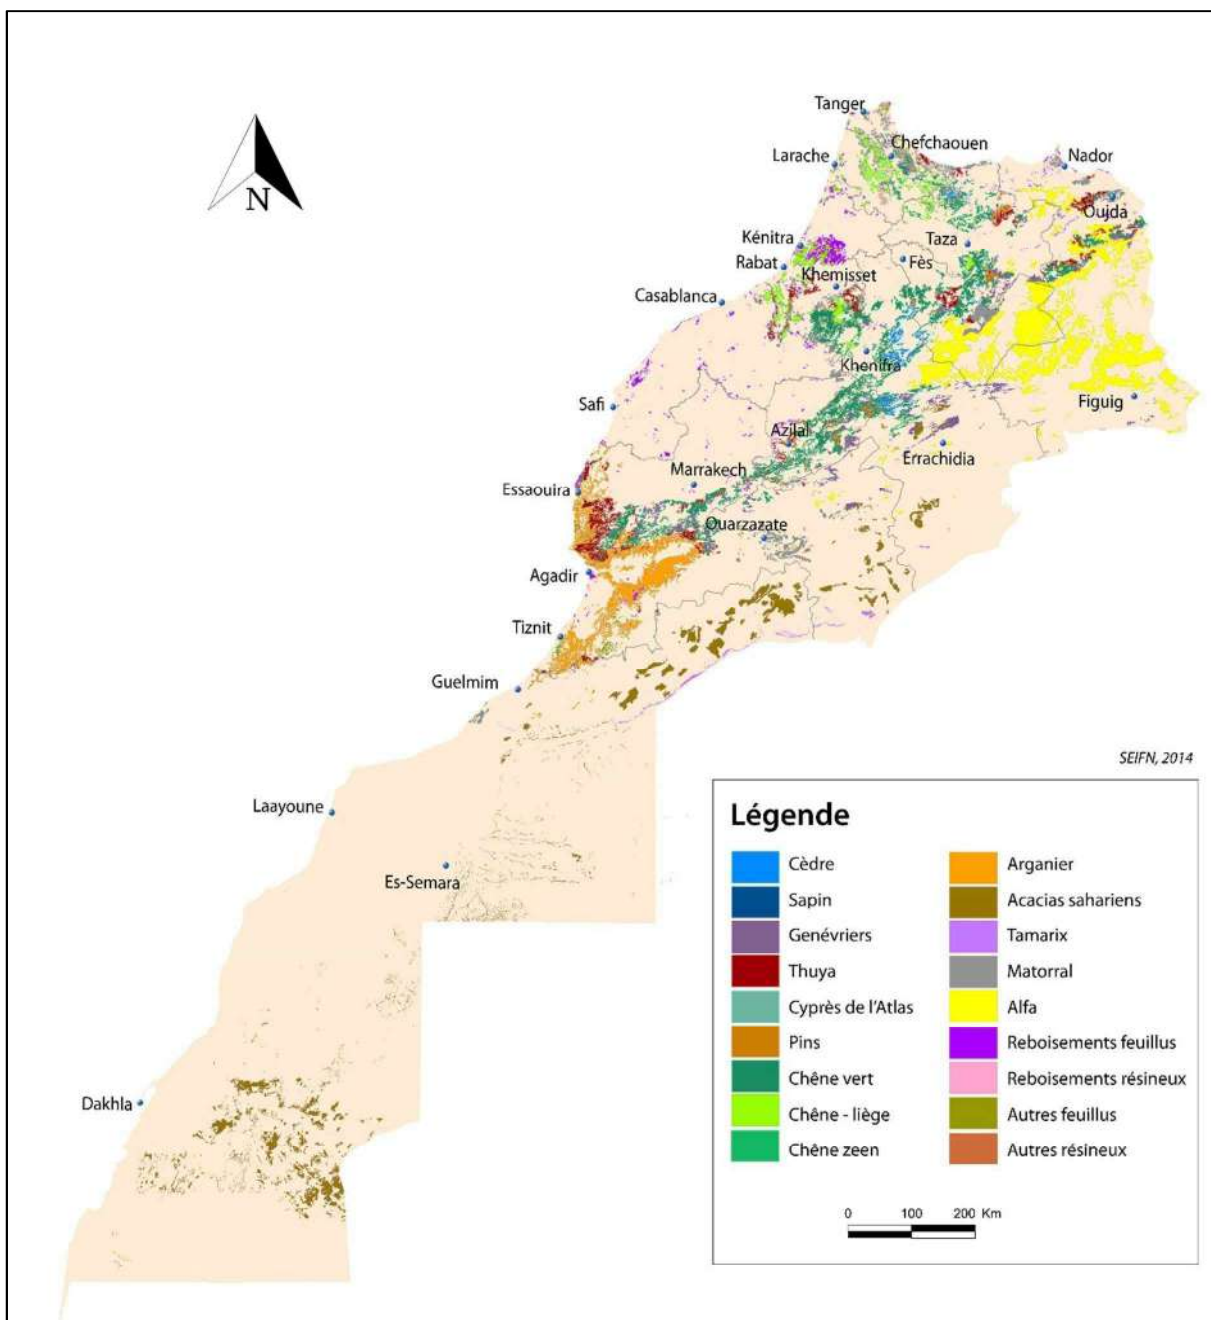 Tanger
Chefchaouen
Larache
Nador
Oujda
Kénitra
Taza
Rabat
Fès
Khemisset
Casablanca
Khenifra
Safi
Figuig
Azilal
Errachidia
Marrakech
Essaouira
Ouarzazate
Agadir
Tiznit
Guelmim
Laayoune
Es-Semara
Dakhla
N
SEIFN, 2014
Légende
Cèdre
Sapin
Genévriers
Thuya
Cyprès de l'Atlas
Pins
Chêne vert
Chêne - liège
Chêne zeen
Arganier
Acacias sahariens
Tamarix
Matorral
Alfa
Reboisements feuillus
Reboisements résineux
Autres feuillus
Autres résineux
0 100 200 Km